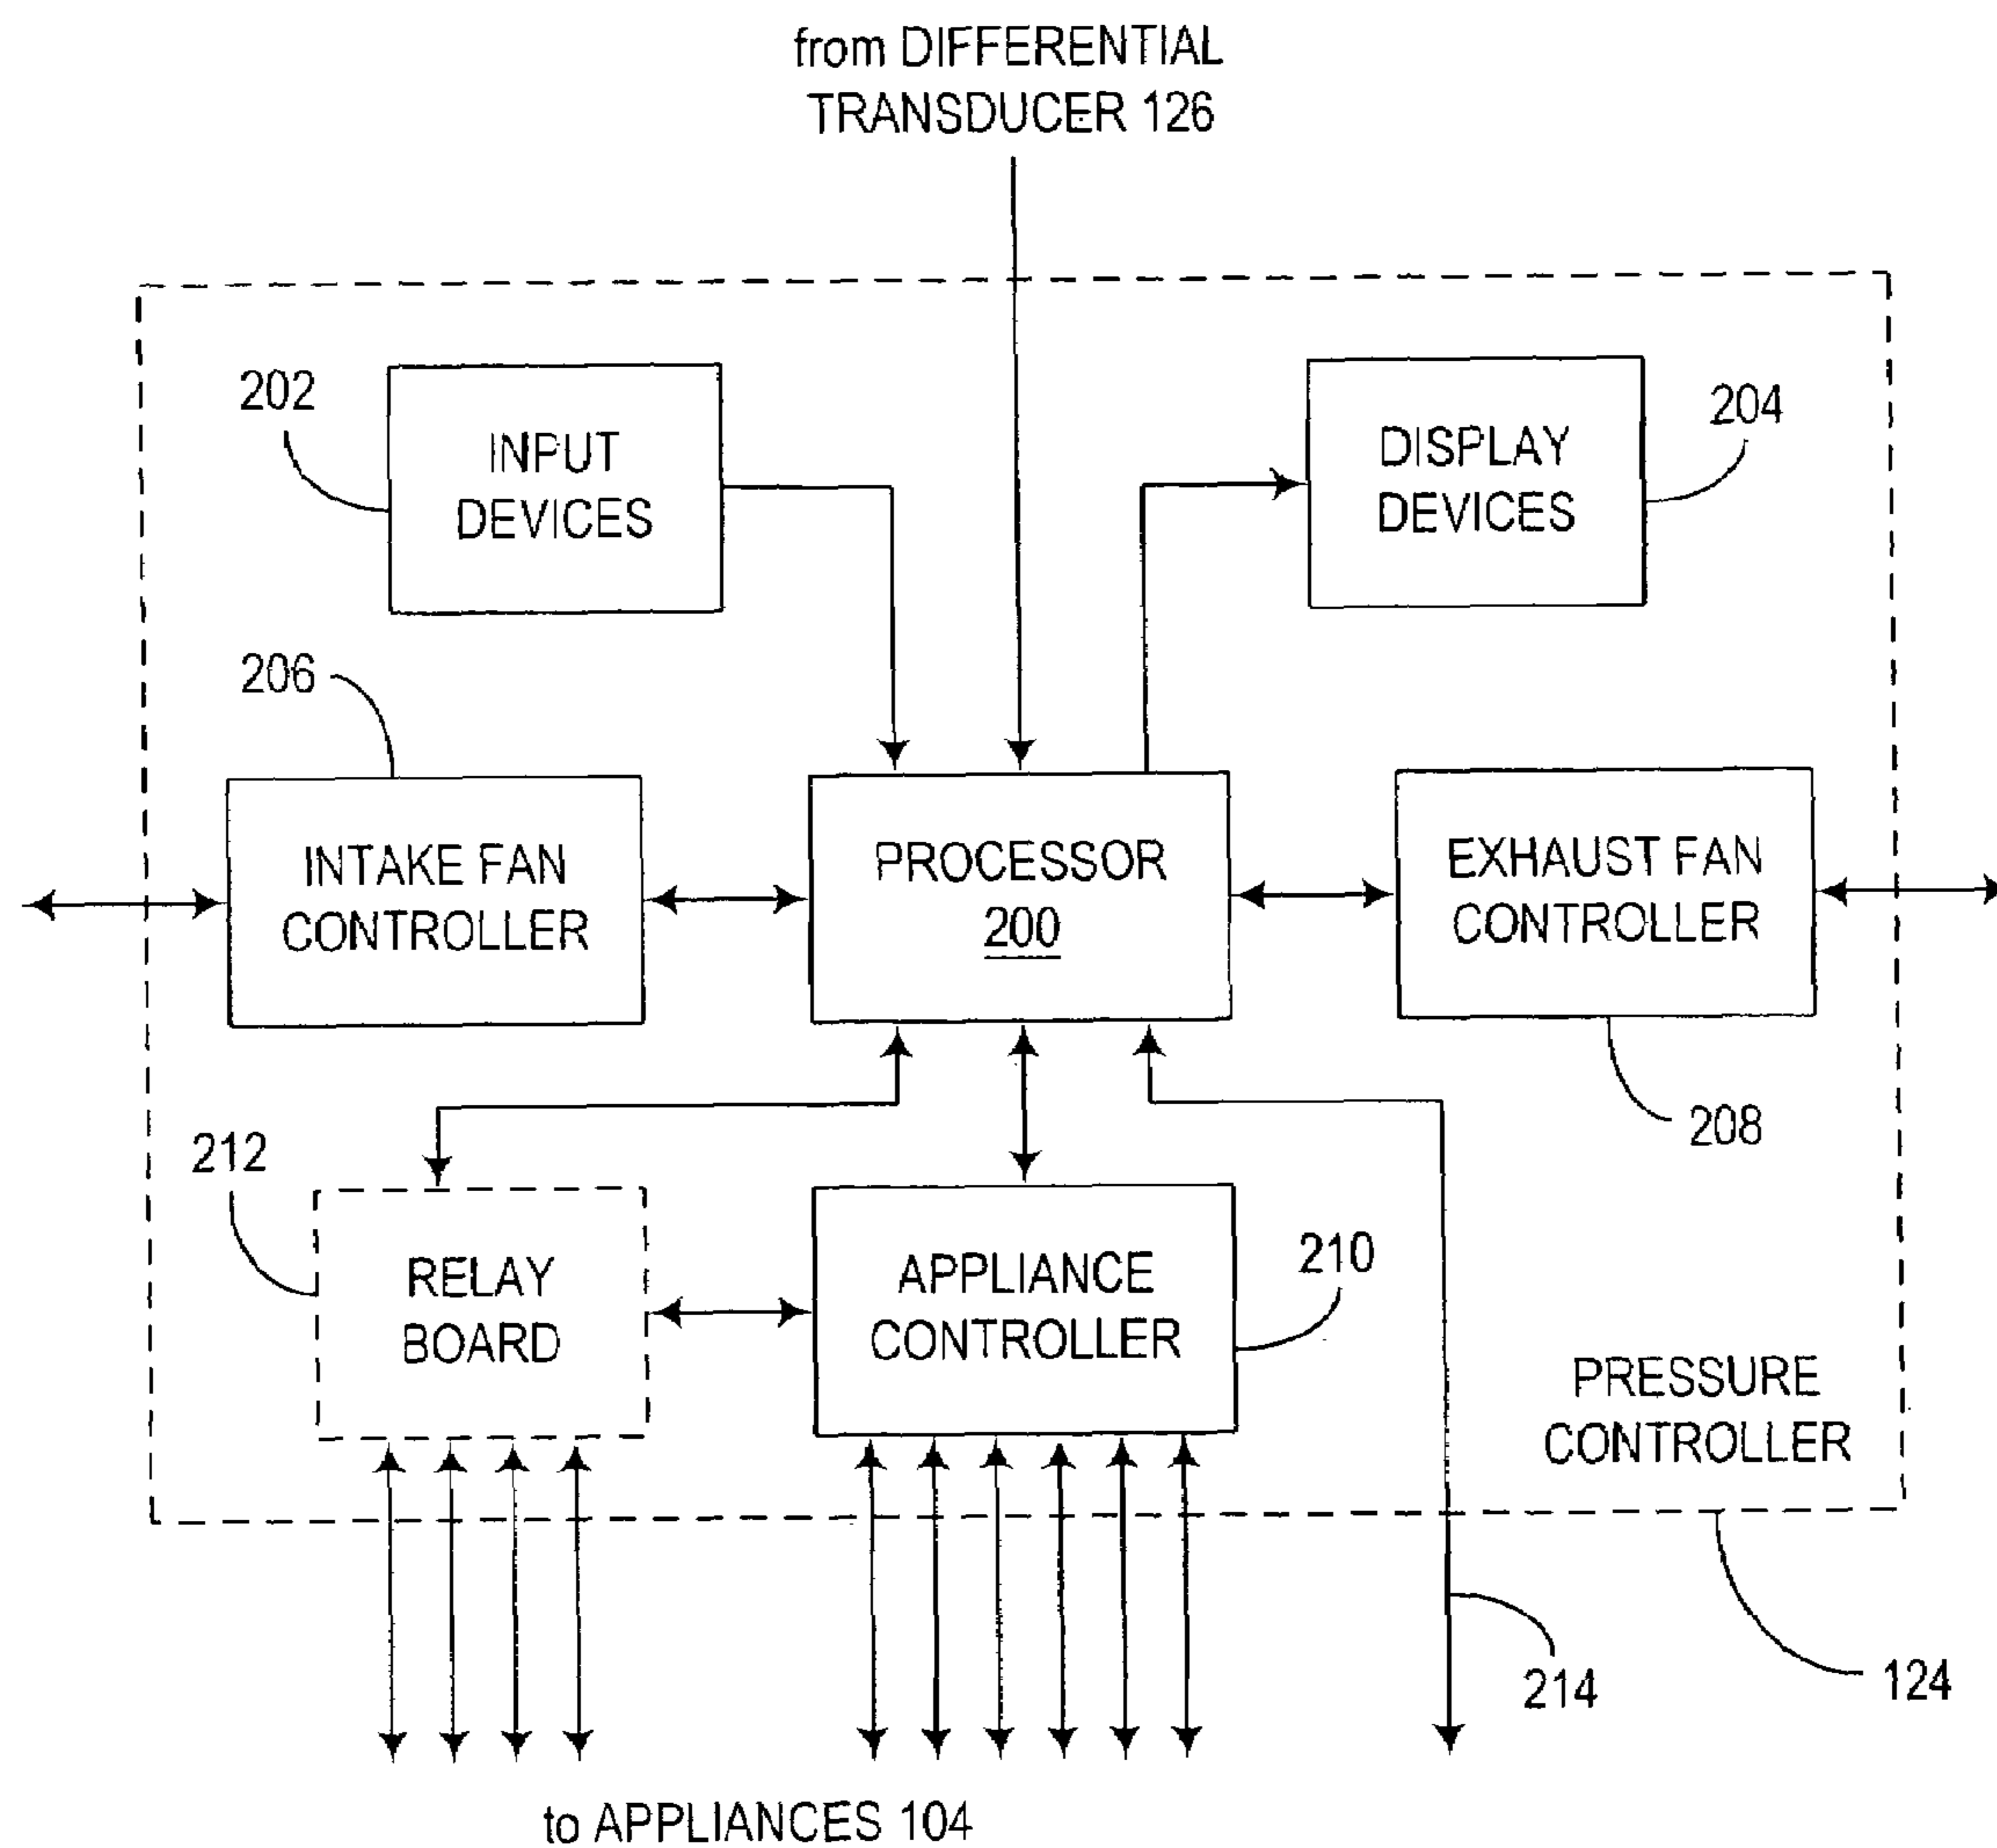 from DIFFERENTIAL
TRANSDUCER 126
202
INPUT
DEVICES
DISPLAY
DEVICES
204
206
INTAKE FAN
CONTROLLER
PROCESSOR
200
EXHAUST FAN
CONTROLLER
208
212
RELAY
BOARD
APPLIANCE
CONTROLLER
210
PRESSURE
CONTROLLER
214
124
to APPLIANCES 104